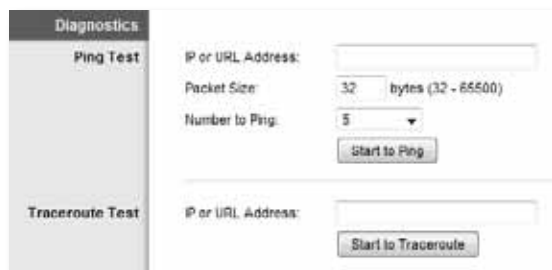 Diagnostics
Ping Test
IP or URL Address:
Packet Size: 32 bytes (32 - 65500)
Number to Ping: 5
Start to Ping
Traceroute Test
IP or URL Address:
Start to Traceroute